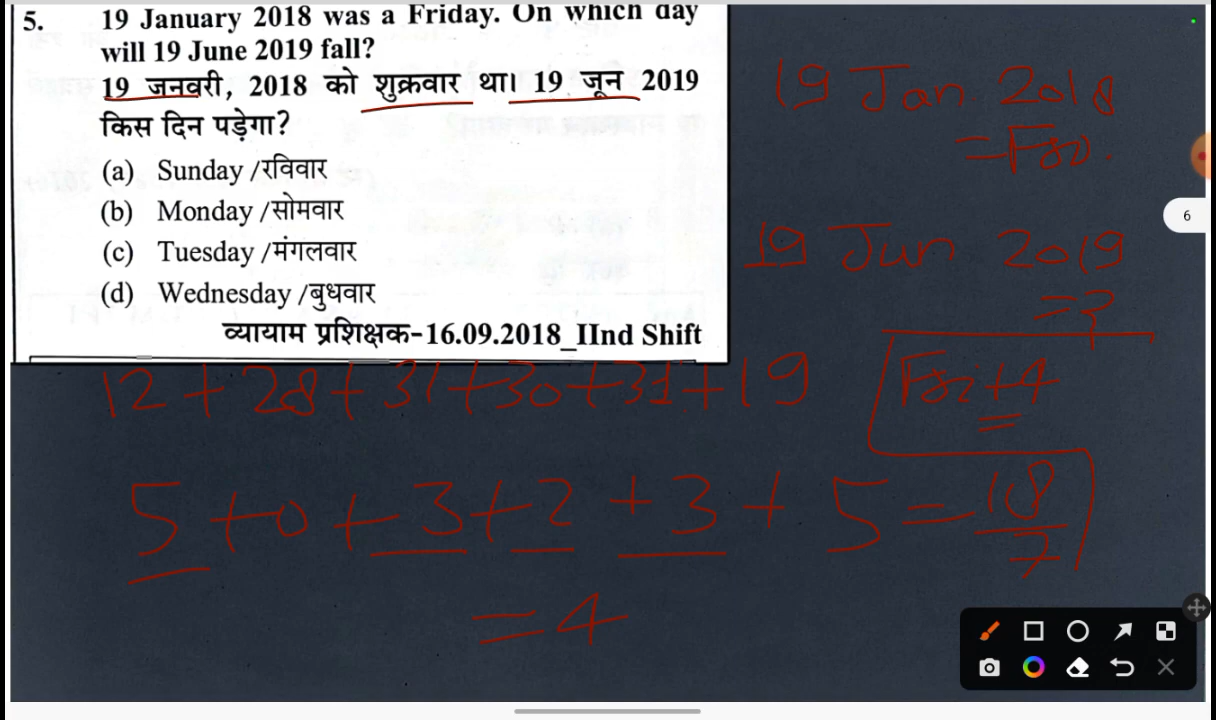 5. 19 January 2018 was a Friday. On which day
will 19 June 2019 fall?
19 जनवरी, 2018 को शुक्रवार था। 19 जून 2019
किस दिन पड़ेगा?
(a) Sunday /रविवार
(b) Monday /सोमवार
(c) Tuesday /मंगलवार
(d) Wednesday /बुधवार
व्यायाम प्रशिक्षक-16.09.2018_IInd Shift
19 Jan 2018
=Fri.
6
19 Jun 2019
=?
Fri+4
12+28+31+30+31+19
5+0+3+2+3+5=18/7
=4